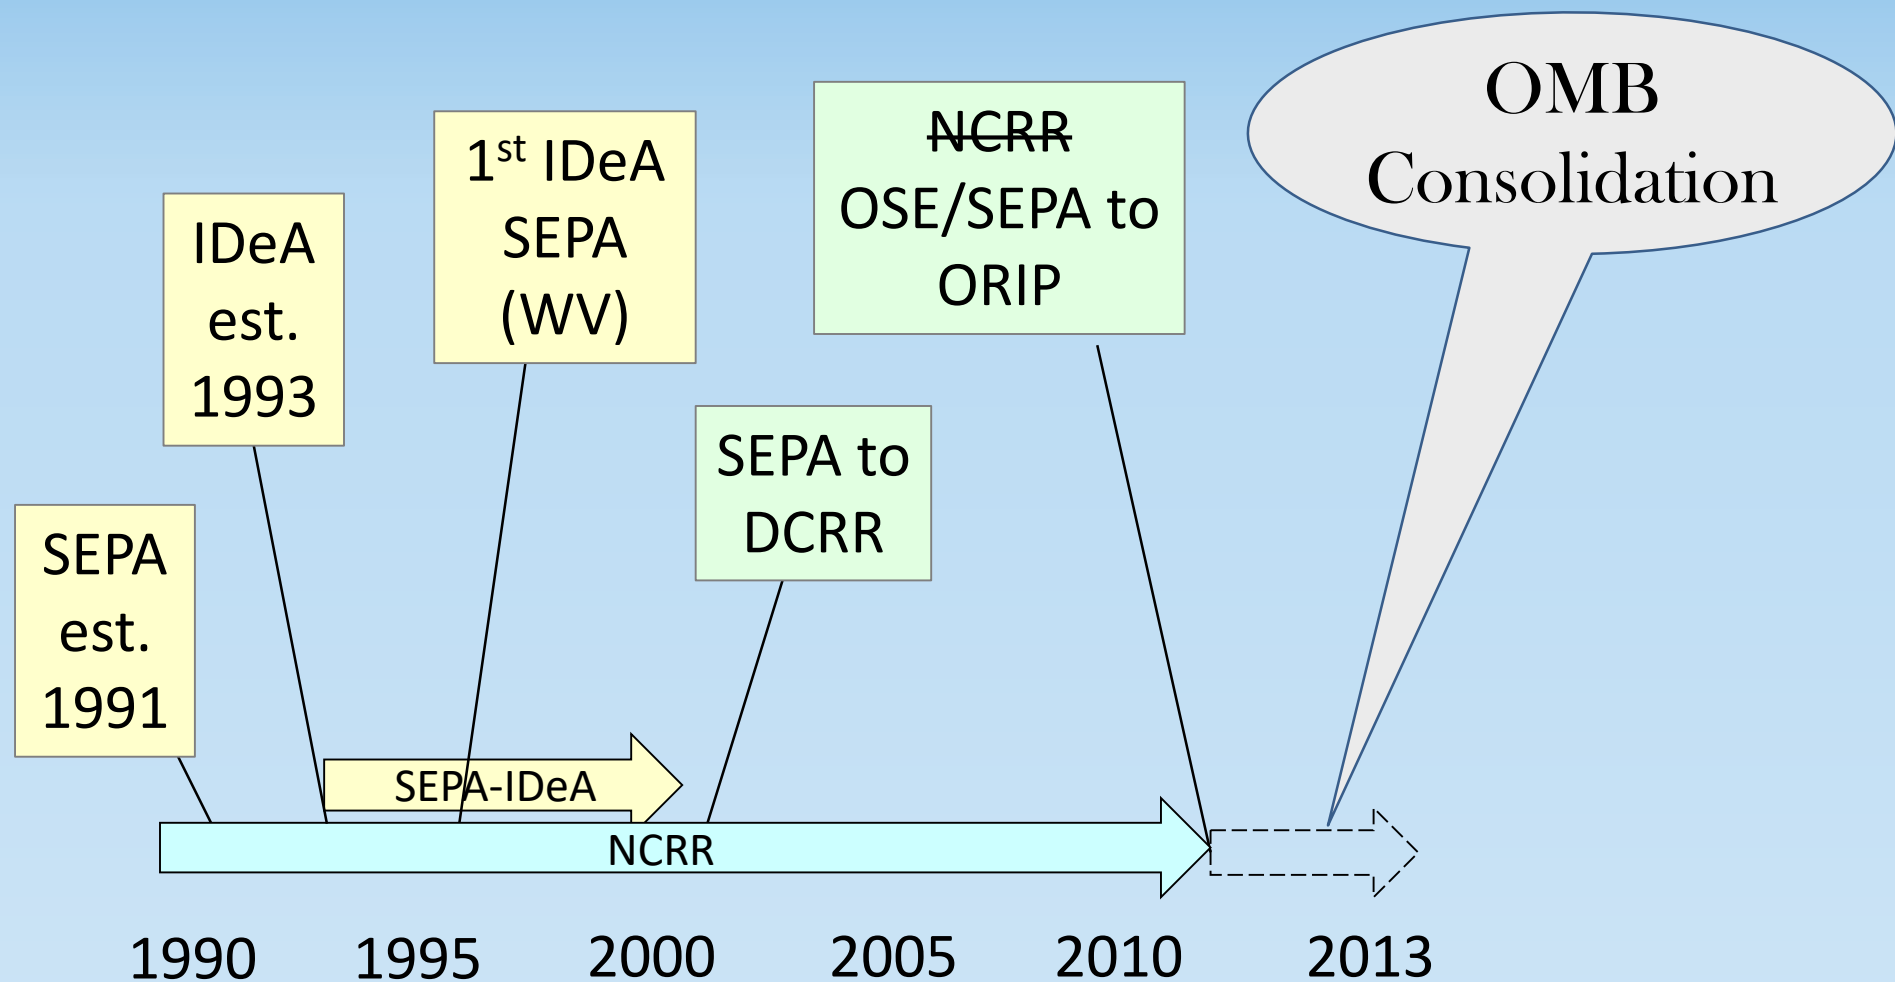 SEPA
est.
1991
IDeA
est.
1993
1st IDeA
SEPA
(WV)
SEPA to
DCRR
NCRR
OSE/SEPA to
ORIP
OMB
Consolidation
SEPA-IDeA
NCRR
1990 1995 2000 2005 2010 2013